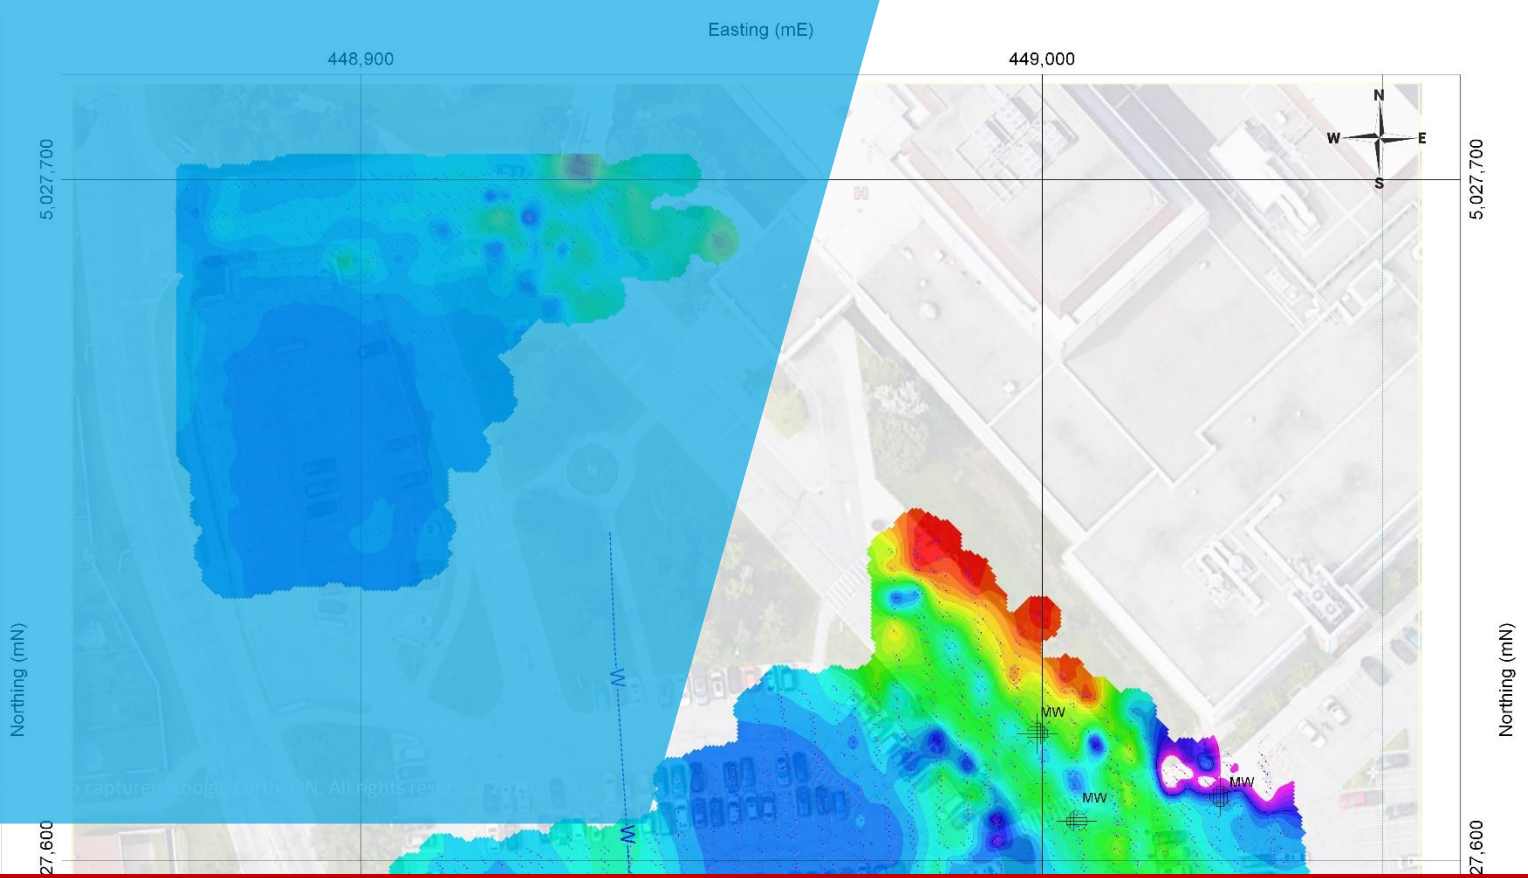 Easting (mE)
448,900
449,000
N
W
E
S
5,027,700
5,027,700
H
W
MW
MW
MW
W
Northing (mN)
Northing (mN)
27,600
27,600